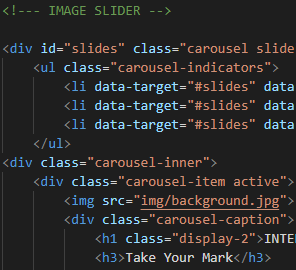 <!--- IMAGE SLIDER -->
<div id="slides" class="carousel slide
<ul class="carousel-indicators">
<li data-target="#slides" data
<li data-target="#slides" data
<li data-target="#slides" data
</ul>
<div class="carousel-inner">
<div class="carousel-item active">
<img src="img/background.jpg">
<div class="carousel-caption">
<h1 class="display-2">INTE
<h3>Take Your Mark</h3>